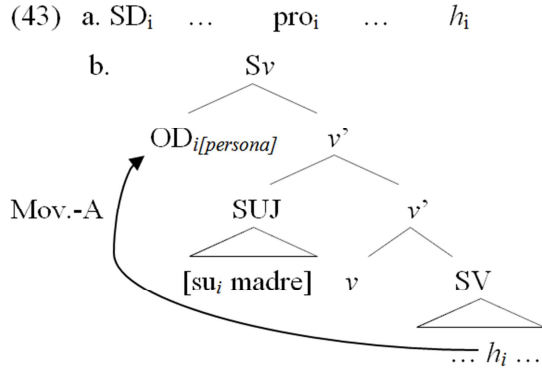 (43) a. SDi … proi … hi
b. Sv
ODi[persona] v'
Mov.-A SUJ v'
[sui madre] v SV
… hi …